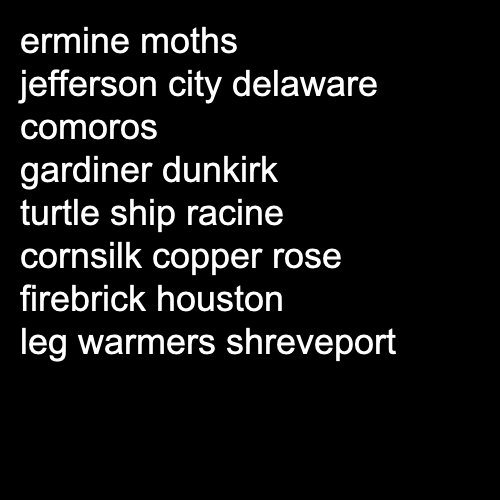 ermine moths
jefferson city delaware
comoros
gardiner dunkirk
turtle ship racine
cornsilk copper rose
firebrick houston
leg warmers shreveport